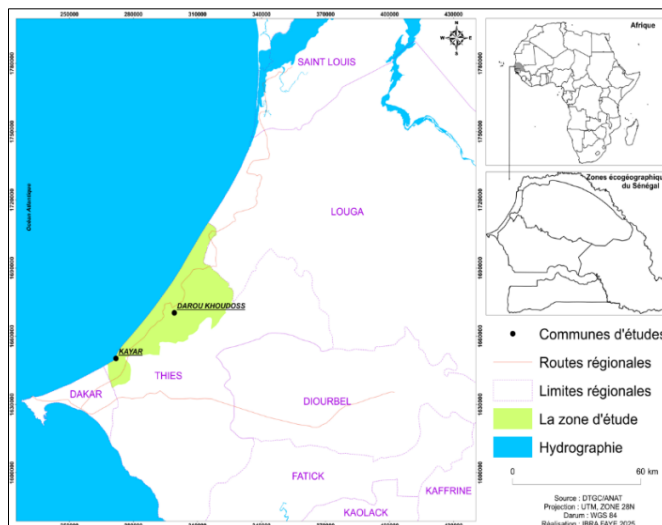 250000 280000 310000 340000 370000 400000 430000
Afrique
N
W E
S
SAINT LOUIS
Océan Atlantique
Zones écogéographiques
du Sénégal
LOUGA
DAROU KHOUDOSS
KAYAR
THIES
DAKAR
DIOURBEL
FATICK
KAFFRINE
KAOLACK
Communes d'études
Routes régionales
Limites régionales
La zone d'étude
Hydrographie
0 60 km
Source : DTGC/ANAT
Projection : UTM, ZONE 28N
Darum : WGS 84
Réalisation : IBRA FAYE 2025